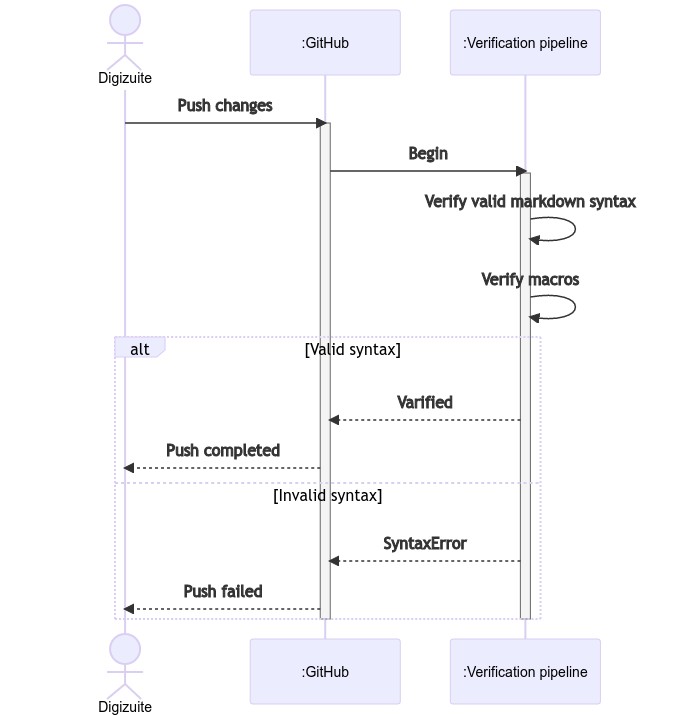 Digizuite
:GitHub
:Verification pipeline
Push changes
Begin
Verify valid markdown syntax
Verify macros
alt
[Valid syntax]
Varified
Push completed
[Invalid syntax]
SyntaxError
Push failed
Digizuite
:GitHub
:Verification pipeline